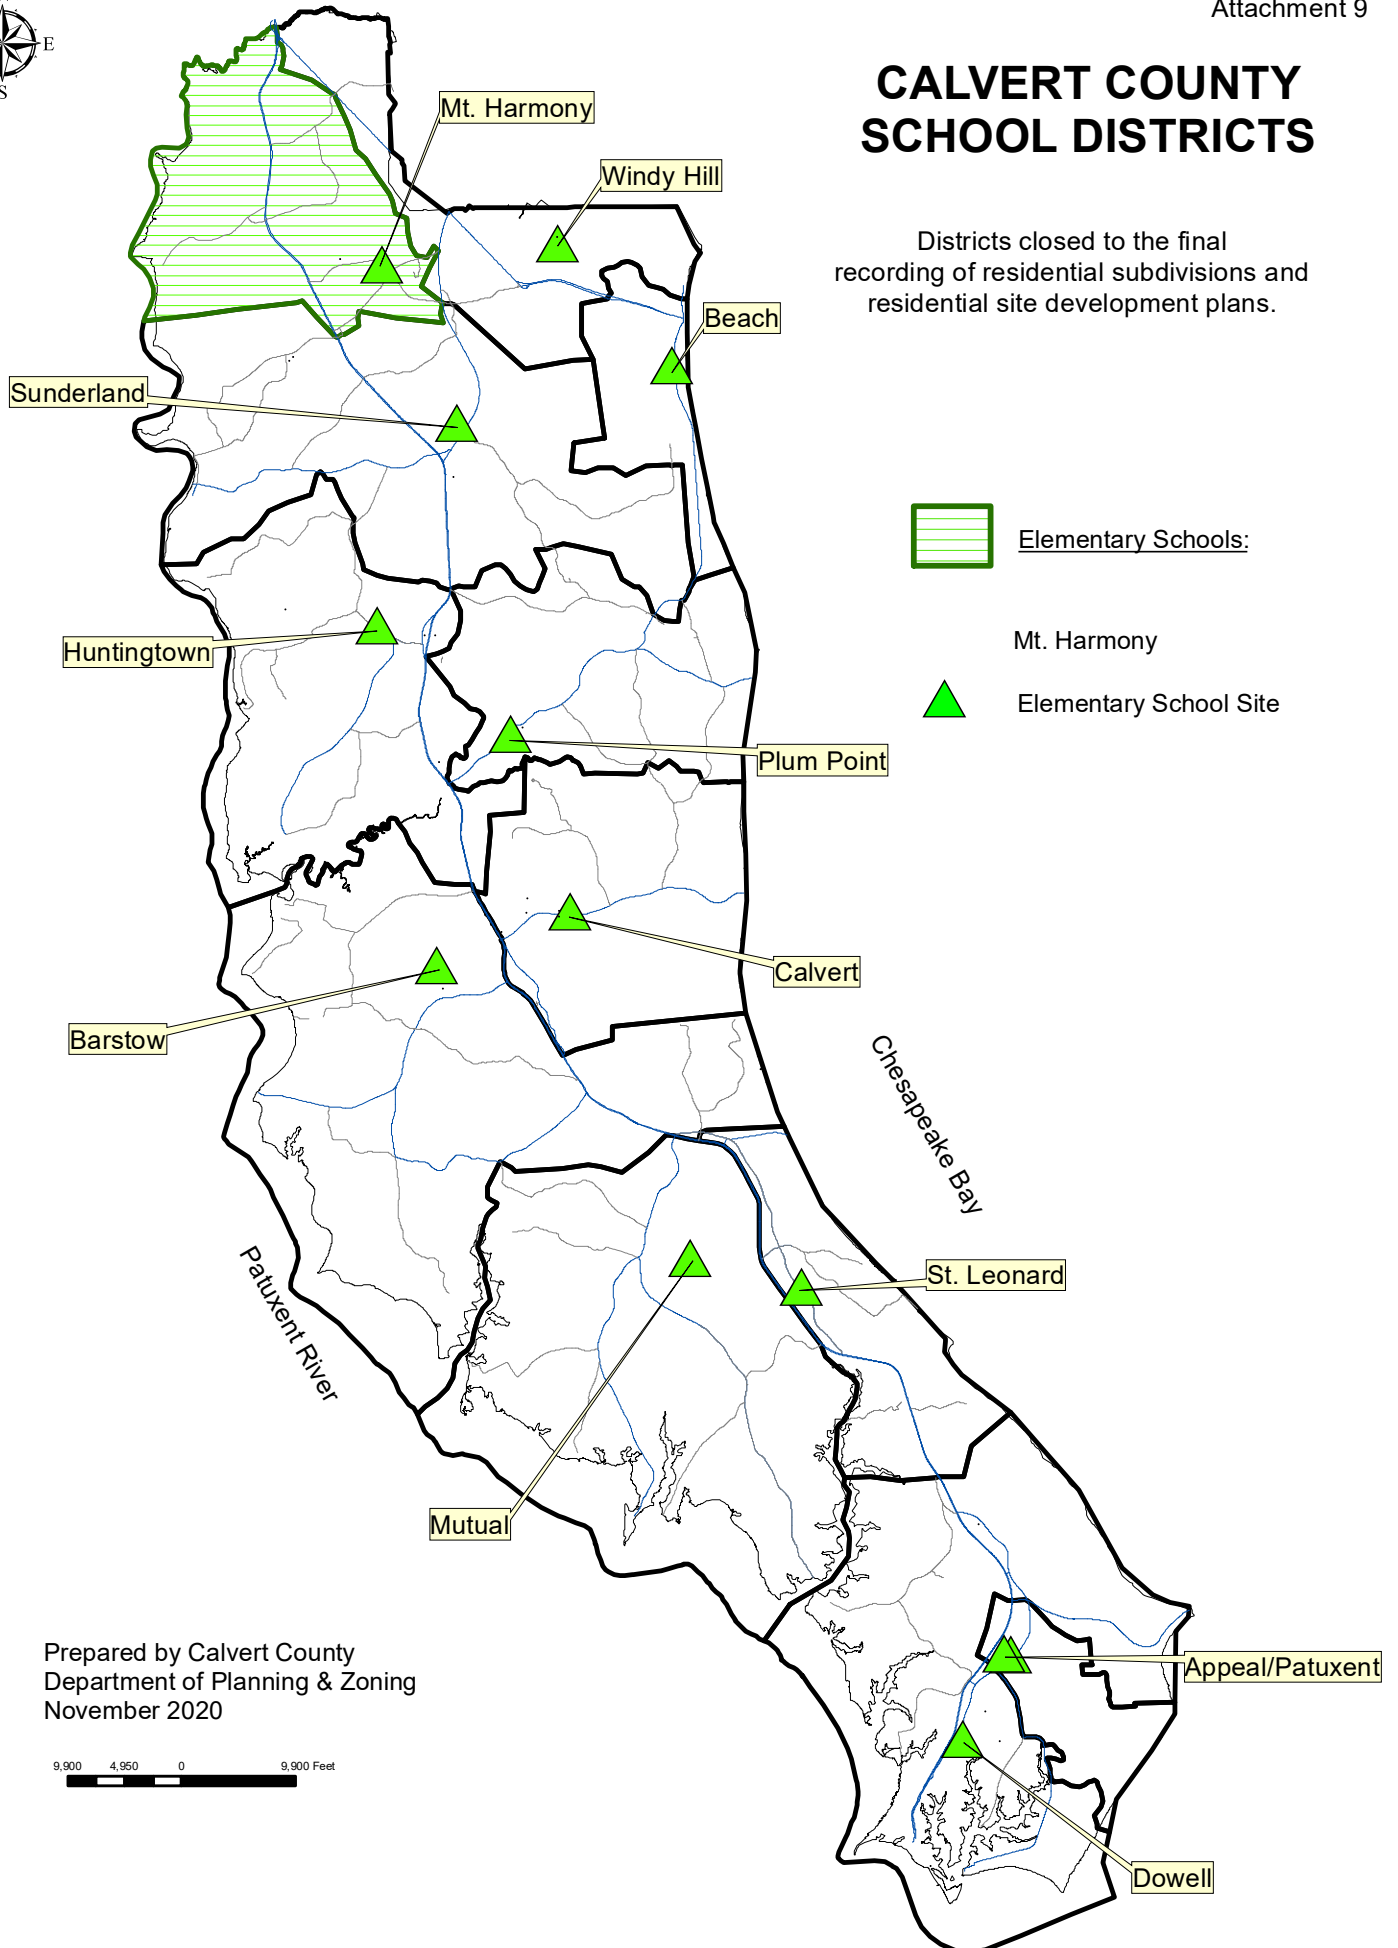 Attachment 9
E
S
CALVERT COUNTY
SCHOOL DISTRICTS
Mt. Harmony
Windy Hill
Districts closed to the final
recording of residential subdivisions and
residential site development plans.
Beach
Sunderland
Elementary Schools:
Huntingtown
Mt. Harmony
Elementary School Site
Plum Point
Calvert
Barstow
Chesapeake Bay
Patuxent River
St. Leonard
Mutual
Prepared by Calvert County
Department of Planning & Zoning
November 2020
Appeal/Patuxent
9,900 4,950 0 9,900 Feet
Dowell